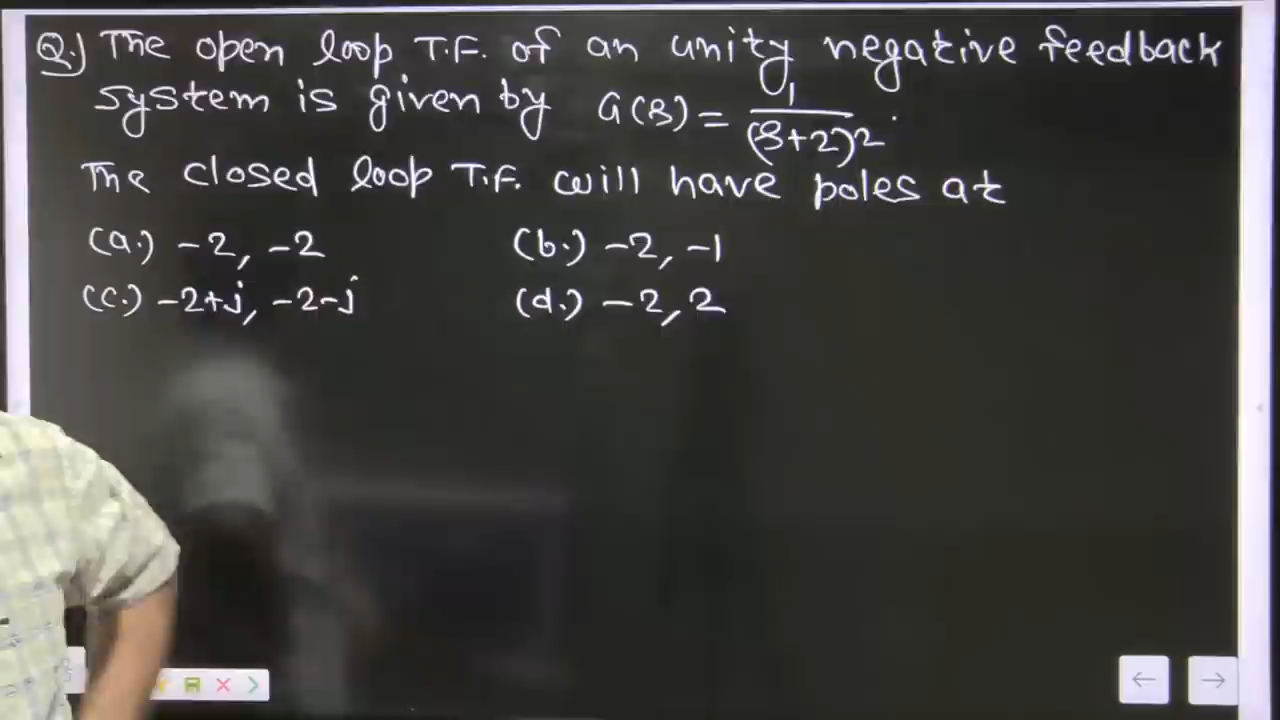 Q.) The open loop T.F. of an unity negative feedback
system is given by G(S) = 1/(S+2)2.
The closed loop T.F. will have poles at
(a.) -2, -2 (b.) -2, -1
(c.) -2+j, -2-j (d.) -2, 2